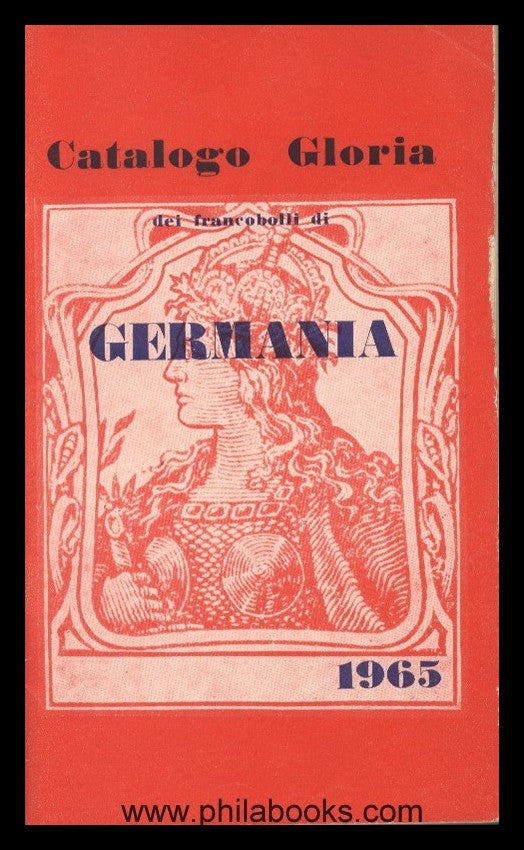 Catalogo Gloria
dei francobolli di
GERMANIA
1965
www.philabooks.com